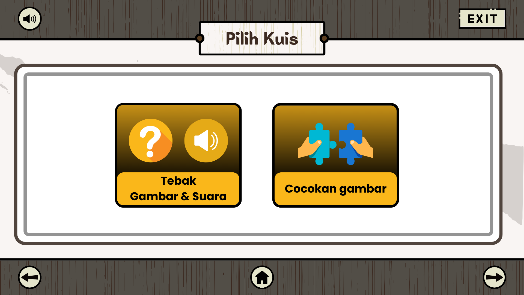 EXIT
Pilih Kuis
Tebak
Gambar & Suara
Cocokan gambar